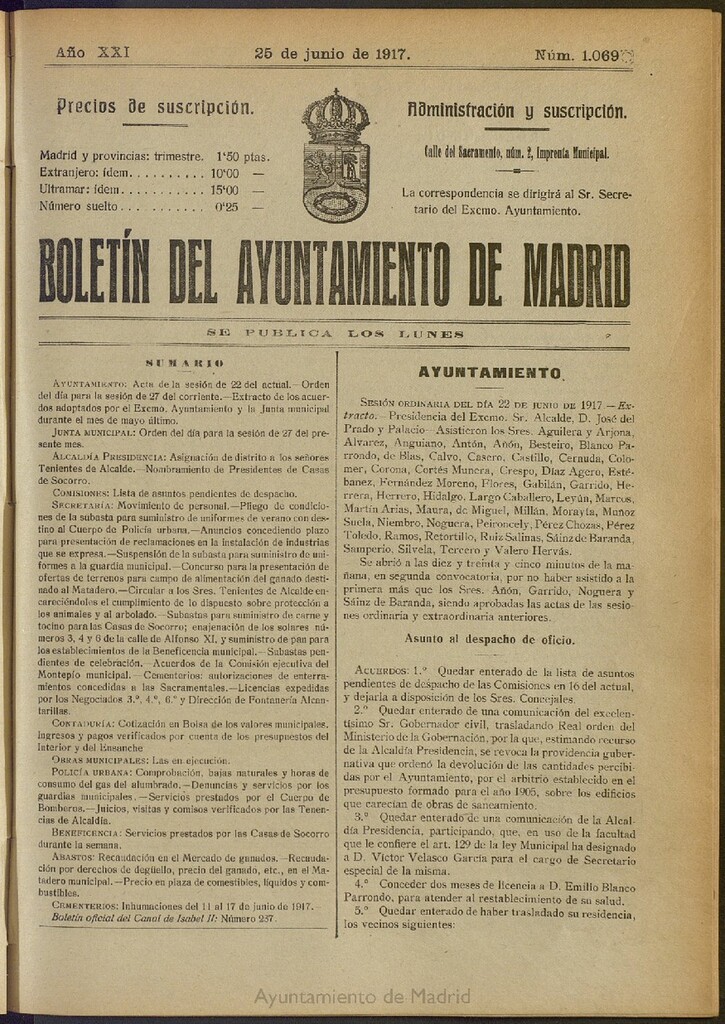 Año XXI
25 de junio de 1917.
Núm. 1.069
Precios de suscripción.
Madrid y provincias: trimestre. 1'50 ptas.
Extranjero: ídem.......... 10'00 —
Ultramar: ídem........... 15'00 —
Número suelto........... 0'25 —
Administración y suscripción.
Calle del Sacramento, núm. 2, Imprenta Municipal.
La correspondencia se dirigirá al Sr. Secre-
tario del Excmo. Ayuntamiento.
BOLETÍN DEL AYUNTAMIENTO DE MADRID
SE PUBLICA LOS LUNES
SUMARIO
AYUNTAMIENTO: Acta de la sesión de 22 del actual.—Orden
del día para la sesión de 27 del corriente.—Extracto de los acuer-
dos adoptados por el Excmo. Ayuntamiento y la Junta municipal
durante el mes de mayo último.
JUNTA MUNICIPAL: Orden del día para la sesión de 27 del pre-
sente mes.
ALCALDÍA PRESIDENCIA: Asignación de distrito a los señores
Tenientes de Alcalde.—Nombramiento de Presidentes de Casas
de Socorro.
COMISIONES: Lista de asuntos pendientes de despacho.
SECRETARÍA: Movimiento de personal.—Pliego de condicio-
nes de la subasta para suministro de uniformes de verano con des-
tino al Cuerpo de Policía urbana.—Anuncios concediendo plazo
para presentación de reclamaciones en la instalación de industrias
que se expresa.—Suspensión de la subasta para suministro de uni-
formes a la guardia municipal.—Concurso para la presentación de
ofertas de terrenos para campo de alimentación del ganado desti-
nado al Matadero.—Circular a los Sres. Tenientes de Alcalde en-
careciéndoles el cumplimiento de lo dispuesto sobre protección a
los animales y al arbolado.—Subastas para suministro de carne y
tocino para las Casas de Socorro; enajenación de los solares nú-
meros 3, 4 y 6 de la calle de Alfonso XI, y suministro de pan para
los establecimientos de la Beneficencia municipal.—Subastas pen-
dientes de celebración.—Acuerdos de la Comisión ejecutiva del
Montepío municipal.—Cementerios: autorizaciones de enterra-
mientos concedidas a las Sacramentales.—Licencias expedidas
por los Negociados 3.º, 4.º, 6.º y Dirección de Fontanería Alcan-
tarillas.
CONTADURÍA: Cotización en Bolsa de los valores municipales.
Ingresos y pagos verificados por cuenta de los presupuestos del
Interior y del Ensanche
OBRAS MUNICIPALES: Las en ejecución.
POLICÍA URBANA: Comprobación, bajas naturales y horas de
consumo del gas del alumbrado.—Denuncias y servicios por los
guardias municipales.—Servicios prestados por el Cuerpo de
Bomberos.—Juicios, visitas y comisos verificados por las Tenen-
cias de Alcaldía.
BENEFICENCIA: Servicios prestados por las Casas de Socorro
durante la semana.
ABASTOS: Recaudación en el Mercado de ganados.—Recauda-
ción por derechos de degüello, precio del ganado, etc., en el Ma-
tadero municipal.—Precio en plaza de comestibles, líquidos y com-
bustibles.
CEMENTERIOS: Inhumaciones del 11 al 17 de junio de 1917.—
Boletín oficial del Canal de Isabel II: Número 237.
AYUNTAMIENTO.
SESIÓN ORDINARIA DEL DÍA 22 DE JUNIO DE 1917.—Ex-
tracto.—Presidencia del Excmo. Sr. Alcalde, D. José del
Prado y Palacio—Asistieron los Sres. Aguilera y Arjona,
Alvarez, Anguiano, Antón, Añón, Besteiro, Blanco Pa-
rrondo, de Blas, Calvo, Casero, Castillo, Cernuda, Colo-
mer, Corona, Cortés Munera, Crespo, Díaz Agero, Esté-
banez, Fernández Moreno, Flores, Gabilán, Garrido, He-
rrera, Herrero, Hidalgo, Largo Caballero, Leyún, Marcos,
Martín Arias, Maura, de Miguel, Millán, Morayta, Muñoz
Suela, Niembro, Noguera, Peironcely, Pérez Chozas, Pérez
Toledo, Ramos, Retortillo, Ruiz Salinas, Sáinz de Baranda,
Samperio, Silvela, Tercero y Valero Hervás.
Se abrió a las diez y treinta y cinco minutos de la ma-
ñana, en segunda convocatoria, por no haber asistido a la
primera más que los Sres. Añón, Garrido, Noguera y
Sáinz de Baranda, siendo aprobadas las actas de las sesio-
nes ordinaria y extraordinaria anteriores.
Asunto al despacho de oficio.
ACUERDOS: 1.º Quedar enterado de la lista de asuntos
pendientes de despacho de las Comisiones en 16 del actual,
y dejarla a disposición de los Sres. Concejales.
2.º Quedar enterado de una comunicación del excelen-
tísimo Sr. Gobernador civil, trasladando Real orden del
Ministerio de la Gobernación, por la que, estimando recurso
de la Alcaldía Presidencia, se revoca la providencia guber-
nativa que ordenó la devolución de las cantidades percibi-
das por el Ayuntamiento, por el arbitrio establecido en el
presupuesto formado para el año 1905, sobre los edificios
que carecían de obras de saneamiento.
3.º Quedar enterado de una comunicación de la Alcal-
día Presidencia, participando, que, en uso de la facultad
que le confiere el art. 129 de la ley Municipal ha designado
a D. Víctor Velasco García para el cargo de Secretario
especial de la misma.
4.º Conceder dos meses de licencia a D. Emilio Blanco
Parrondo, para atender al restablecimiento de su salud.
5.º Quedar enterado de haber trasladado su residencia,
los vecinos siguientes:
Ayuntamiento de Madrid